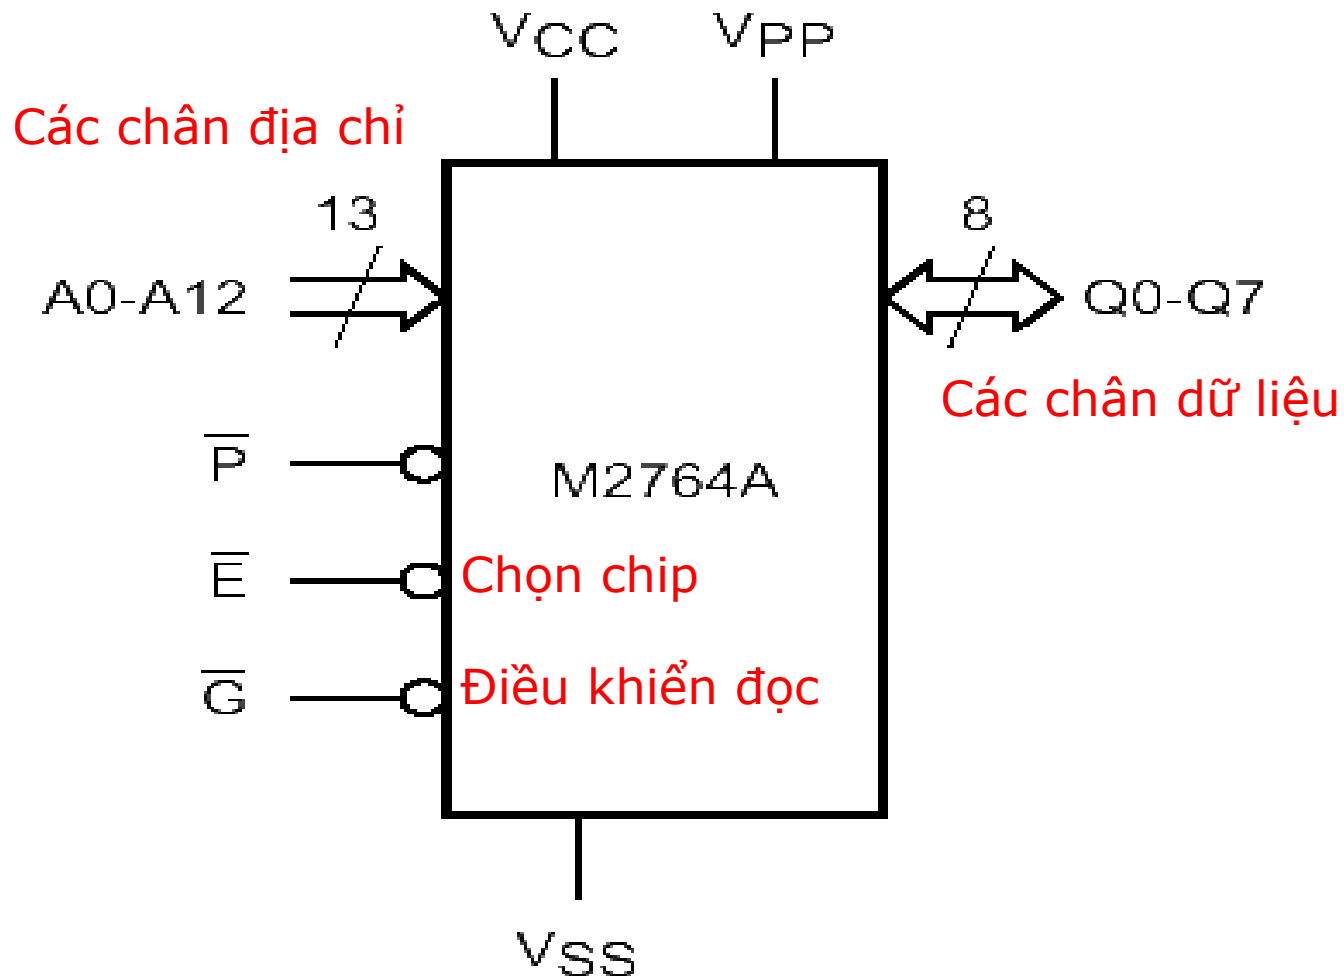 VCC VPP
Các chân địa chỉ
13 8
A0-A12 Q0-Q7
Các chân dữ liệu
P̅
M2764A
E̅ Chọn chip
G̅ Điều khiển đọc
VSS